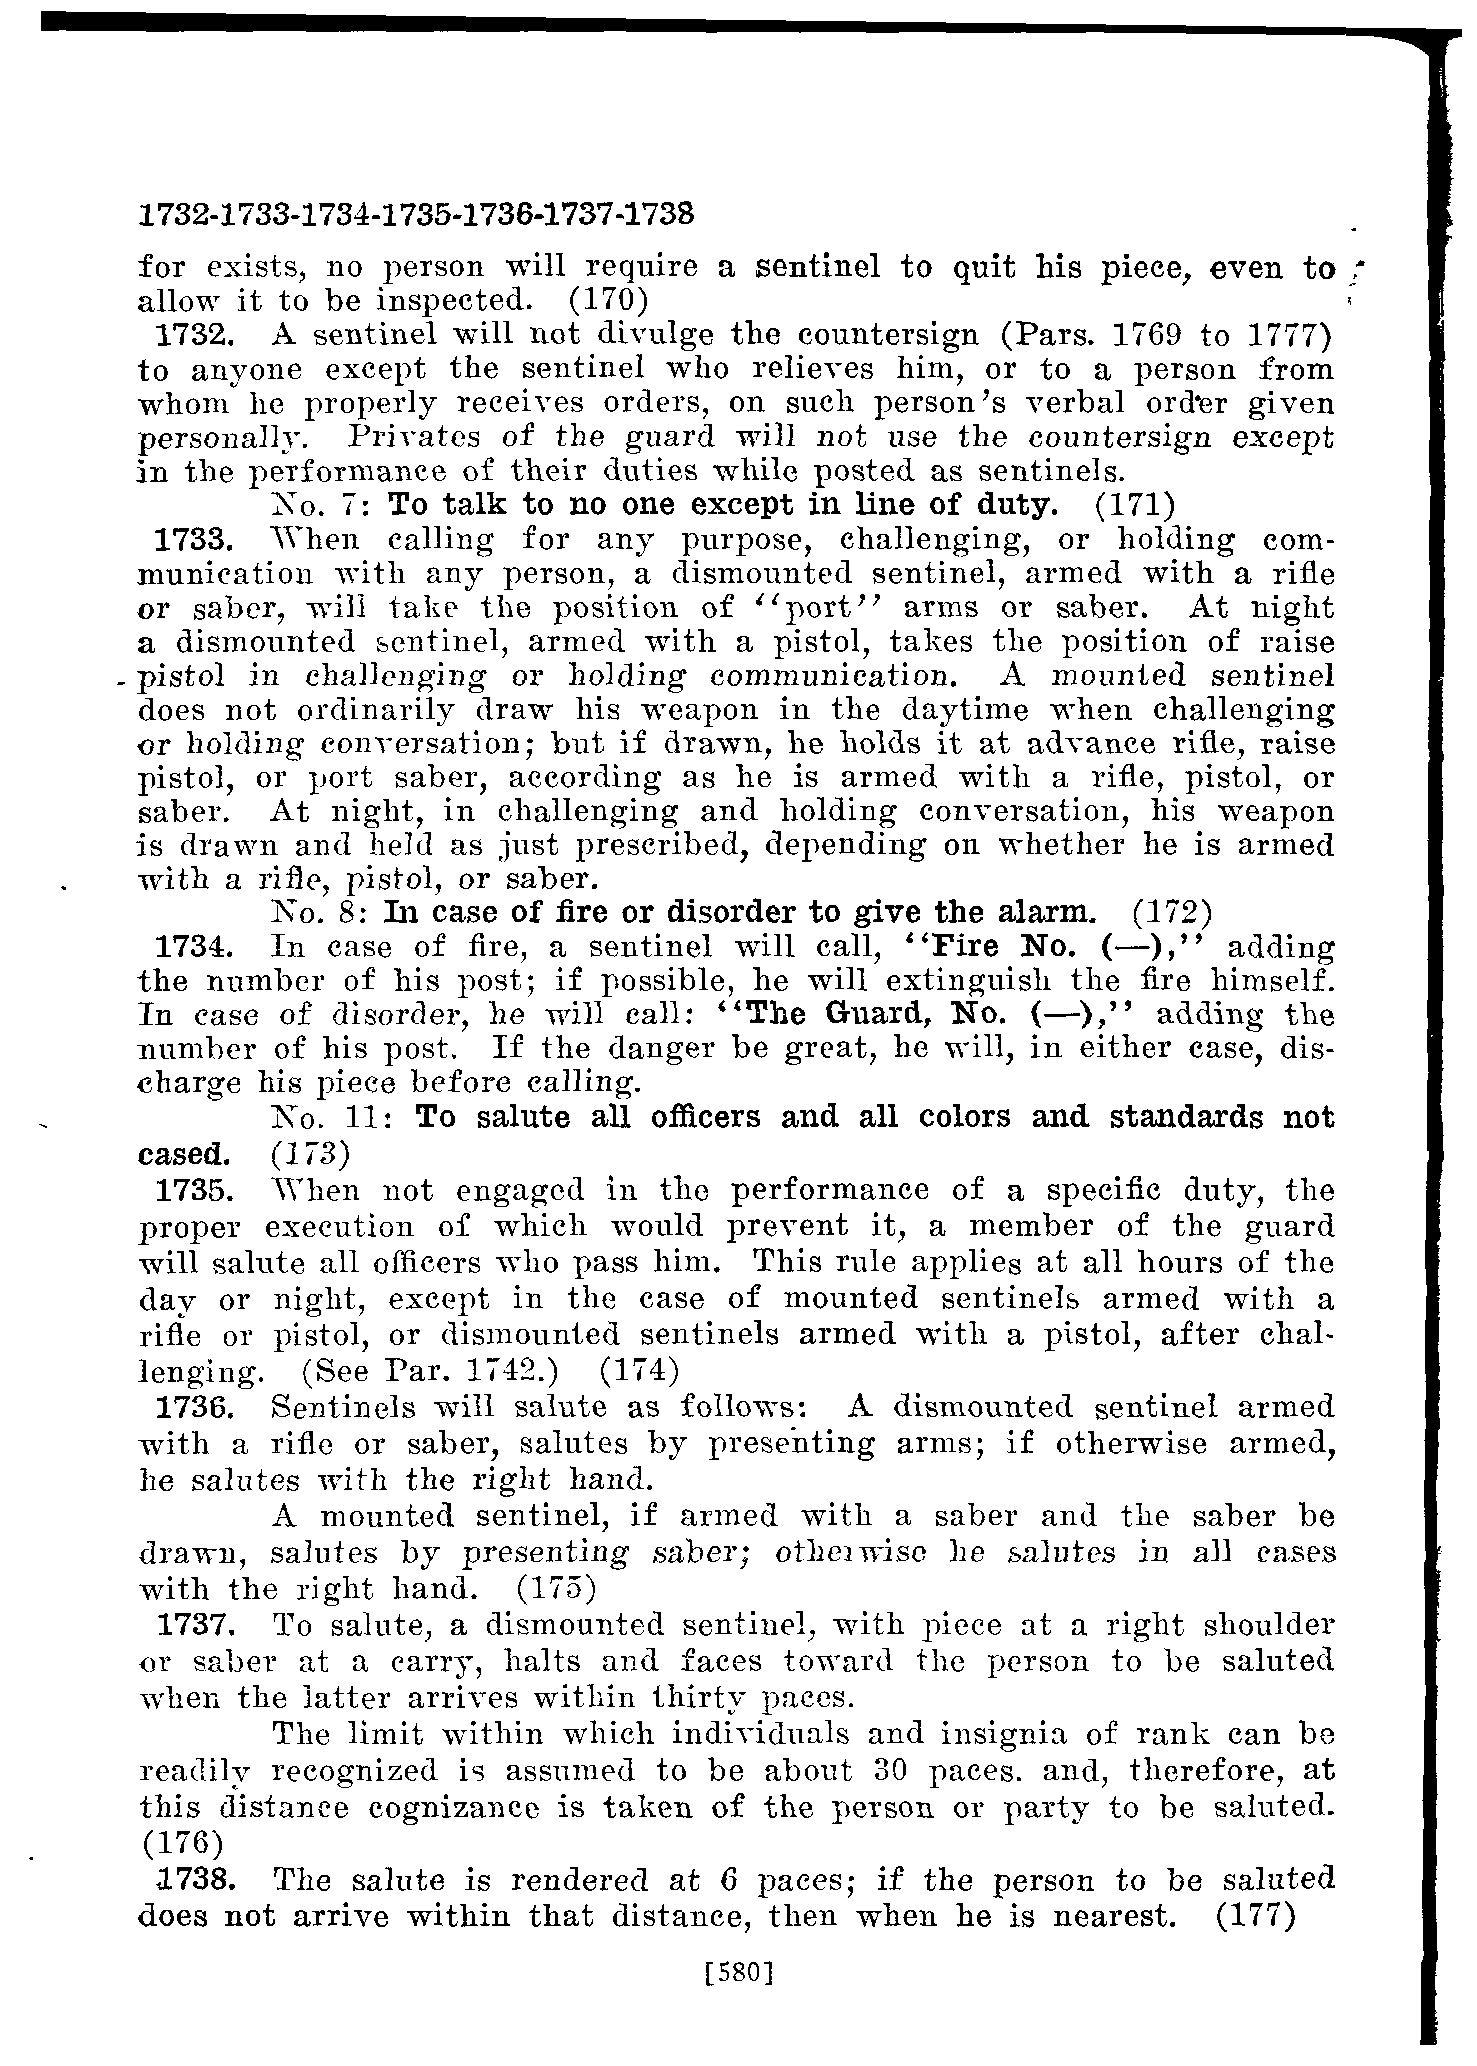 1732-1733-1734-1735-1736-1737-1738
for exists, no person will require a sentinel to quit his piece, even to
allow it to be inspected. (170)
1732. A sentinel will not divulge the countersign (Pars. 1769 to 1777)
to anyone except the sentinel who relieves him, or to a person from
whom he properly receives orders, on such person's verbal order given
personally. Privates of the guard will not use the countersign except
in the performance of their duties while posted as sentinels.
No. 7: To talk to no one except in line of duty. (171)
1733. When calling for any purpose, challenging, or holding com-
munication with any person, a dismounted sentinel, armed with a rifle
or saber, will take the position of "port" arms or saber. At night
a dismounted sentinel, armed with a pistol, takes the position of raise
pistol in challenging or holding communication. A mounted sentinel
does not ordinarily draw his weapon in the daytime when challenging
or holding conversation; but if drawn, he holds it at advance rifle, raise
pistol, or port saber, according as he is armed with a rifle, pistol, or
saber. At night, in challenging and holding conversation, his weapon
is drawn and held as just prescribed, depending on whether he is armed
with a rifle, pistol, or saber.
No. 8: In case of fire or disorder to give the alarm. (172)
1734. In case of fire, a sentinel will call, "Fire No. (—)," adding
the number of his post; if possible, he will extinguish the fire himself.
In case of disorder, he will call: "The Guard, No. (—)," adding the
number of his post. If the danger be great, he will, in either case, dis-
charge his piece before calling.
No. 11: To salute all officers and all colors and standards not
cased. (173)
1735. When not engaged in the performance of a specific duty, the
proper execution of which would prevent it, a member of the guard
will salute all officers who pass him. This rule applies at all hours of the
day or night, except in the case of mounted sentinels armed with a
rifle or pistol, or dismounted sentinels armed with a pistol, after chal-
lenging. (See Par. 1742.) (174)
1736. Sentinels will salute as follows: A dismounted sentinel armed
with a rifle or saber, salutes by presenting arms; if otherwise armed,
he salutes with the right hand.
A mounted sentinel, if armed with a saber and the saber be
drawn, salutes by presenting saber; otherwise he salutes in all cases
with the right hand. (175)
1737. To salute, a dismounted sentinel, with piece at a right shoulder
or saber at a carry, halts and faces toward the person to be saluted
when the latter arrives within thirty paces.
The limit within which individuals and insignia of rank can be
readily recognized is assumed to be about 30 paces. and, therefore, at
this distance cognizance is taken of the person or party to be saluted.
(176)
1738. The salute is rendered at 6 paces; if the person to be saluted
does not arrive within that distance, then when he is nearest. (177)
[580]